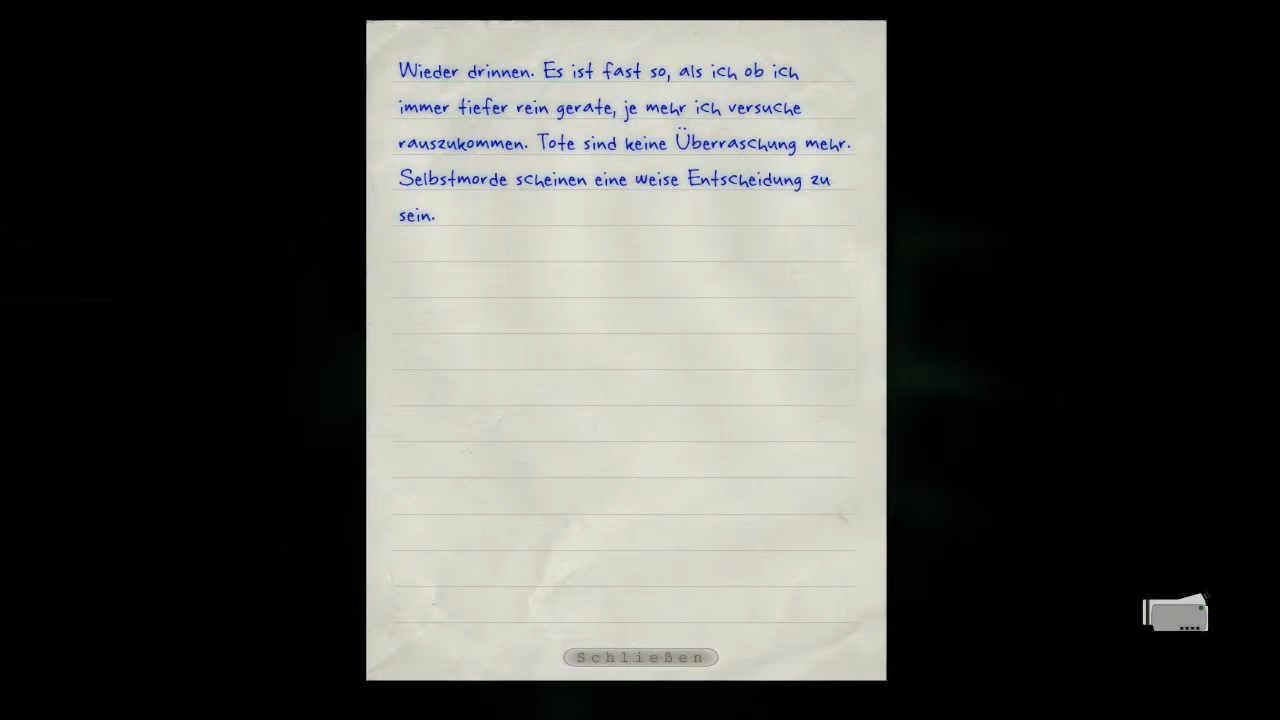 Wieder drinnen. Es ist fast so, als ich ob ich
immer tiefer rein gerate, je mehr ich versuche
rauszukommen. Tote sind keine Überraschung mehr.
Selbstmorde scheinen eine weise Entscheidung zu
sein.
Schließen